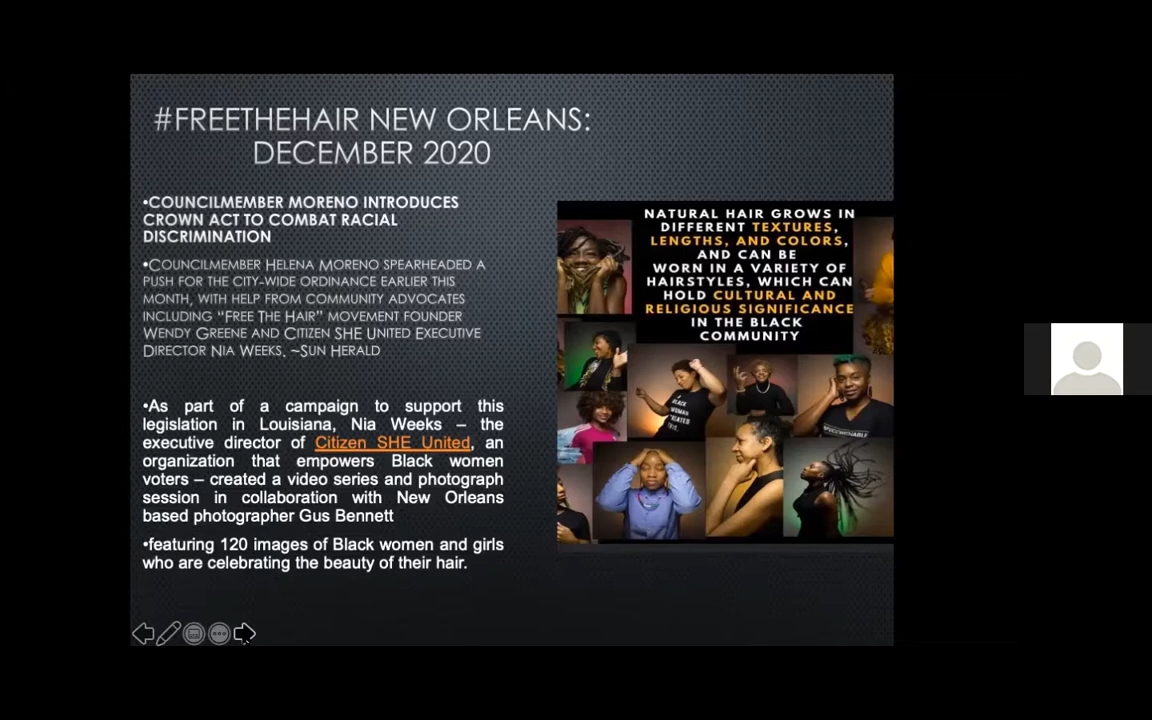 #FREETHEHAIR NEW ORLEANS:
DECEMBER 2020
•COUNCILMEMBER MORENO INTRODUCES
CROWN ACT TO COMBAT RACIAL
DISCRIMINATION
•COUNCILMEMBER HELENA MORENO SPEARHEADED A
PUSH FOR THE CITY-WIDE ORDINANCE EARLIER THIS
MONTH, WITH HELP FROM COMMUNITY ADVOCATES
INCLUDING “FREE THE HAIR” MOVEMENT FOUNDER
WENDY GREENE AND CITIZEN SHE UNITED EXECUTIVE
DIRECTOR NIA WEEKS. ~SUN HERALD
•As part of a campaign to support this
legislation in Louisiana, Nia Weeks – the
executive director of Citizen SHE United, an
organization that empowers Black women
voters – created a video series and photograph
session in collaboration with New Orleans
based photographer Gus Bennett
•featuring 120 images of Black women and girls
who are celebrating the beauty of their hair.
NATURAL HAIR GROWS IN
DIFFERENT TEXTURES,
LENGTHS, AND COLORS,
AND CAN BE
WORN IN A VARIETY OF
HAIRSTYLES, WHICH CAN
HOLD CULTURAL AND
RELIGIOUS SIGNIFICANCE
IN THE BLACK
COMMUNITY
A BLACK
WOMAN
CREATED
THIS.